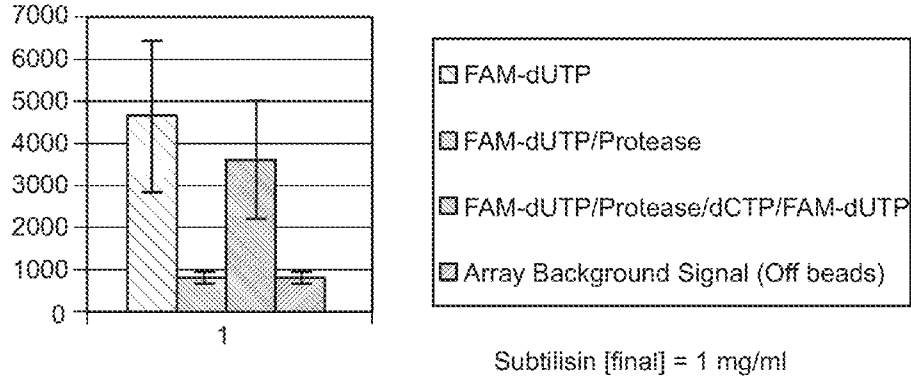 7000
6000
5000
4000
3000
2000
1000
0
1
FAM-dUTP
FAM-dUTP/Protease
FAM-dUTP/Protease/dCTP/FAM-dUTP
Array Background Signal (Off beads)
Subtilisin [final] = 1 mg/ml